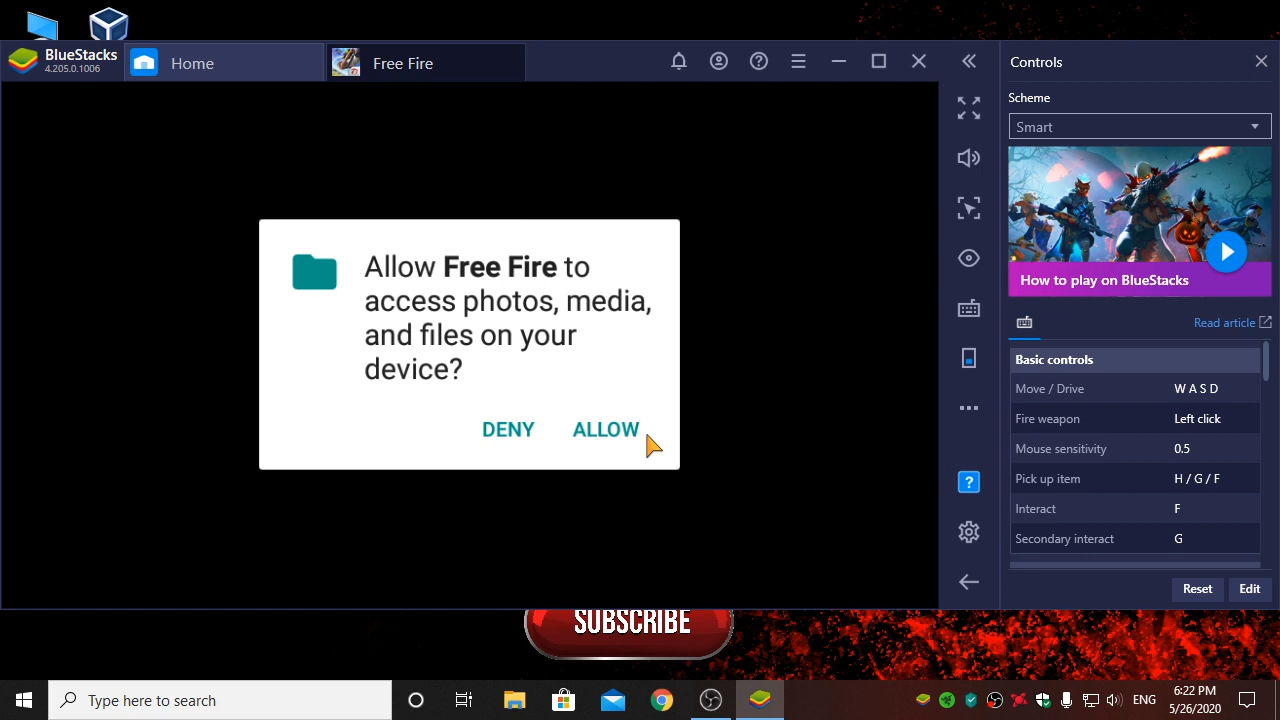 BlueStacks
4.205.0.1006
Home
Free Fire
Allow Free Fire to
access photos, media,
and files on your
device?
DENY ALLOW
?
Controls
Scheme
Smart
How to play on BlueStacks
Read article
Basic controls
Move / Drive W A S D
Fire weapon Left click
Mouse sensitivity 0.5
Pick up item H / G / F
Interact F
Secondary interact G
Reset Edit
SUBSCRIBE
Type here to search
ENG
6:22 PM
5/26/2020